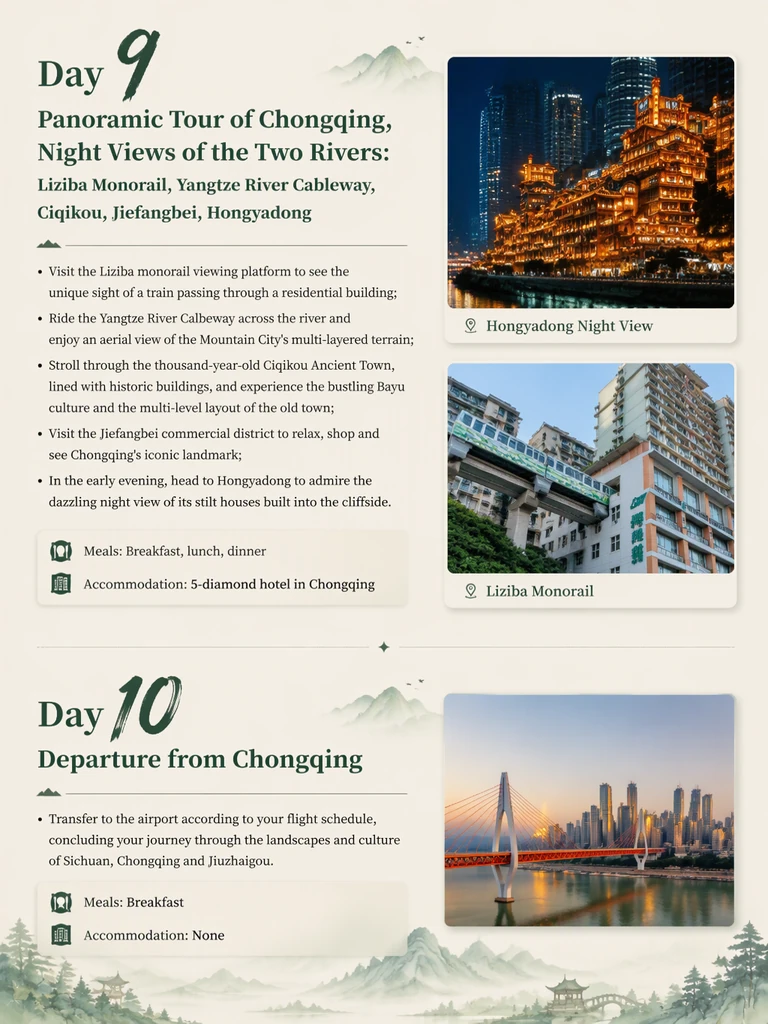 Day 9
Panoramic Tour of Chongqing,
Night Views of the Two Rivers:
Liziba Monorail, Yangtze River Cableway,
Ciqikou, Jiefangbei, Hongyadong
• Visit the Liziba monorail viewing platform to see the
unique sight of a train passing through a residential building;
• Ride the Yangtze River Calbeway across the river and
enjoy an aerial view of the Mountain City's multi-layered terrain;
• Stroll through the thousand-year-old Ciqikou Ancient Town,
lined with historic buildings, and experience the bustling Bayu
culture and the multi-level layout of the old town;
• Visit the Jiefangbei commercial district to relax, shop and
see Chongqing's iconic landmark;
• In the early evening, head to Hongyadong to admire the
dazzling night view of its stilt houses built into the cliffside.
Meals: Breakfast, lunch, dinner
Accommodation: 5-diamond hotel in Chongqing
Hongyadong Night View
Liziba Monorail
Day 10
Departure from Chongqing
• Transfer to the airport according to your flight schedule,
concluding your journey through the landscapes and culture
of Sichuan, Chongqing and Jiuzhaigou.
Meals: Breakfast
Accommodation: None